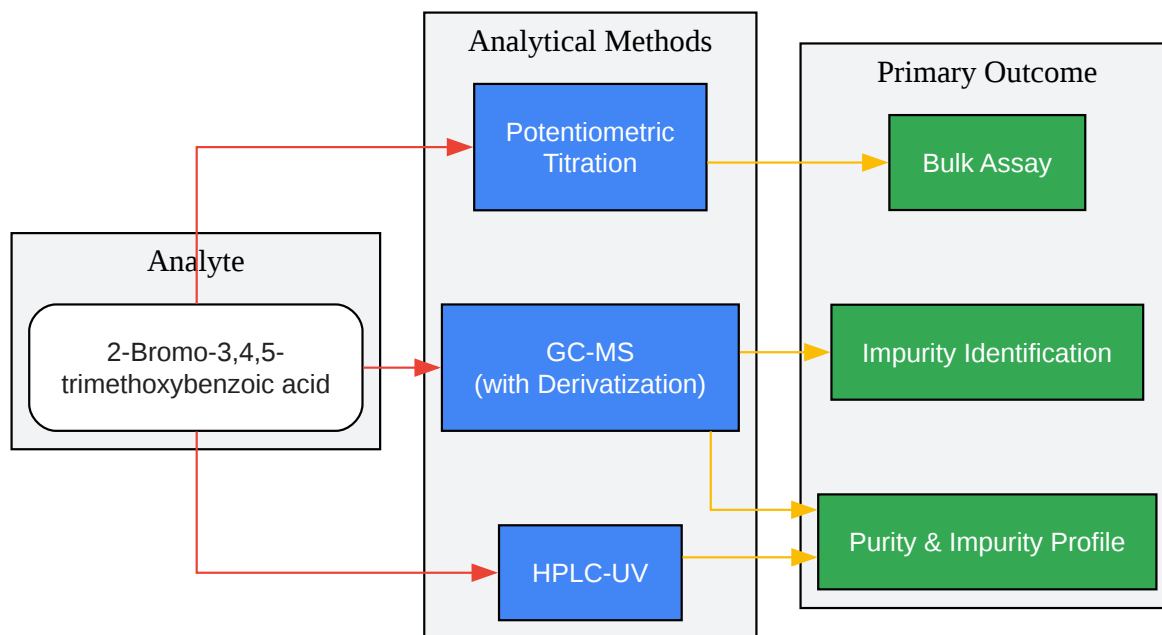 Analytical Methods
Primary Outcome
Potentiometric
Titration
Bulk Assay
Analyte
2-Bromo-3,4,5-
trimethoxybenzoic acid
GC-MS
(with Derivatization)
Impurity Identification
HPLC-UV
Purity & Impurity Profile